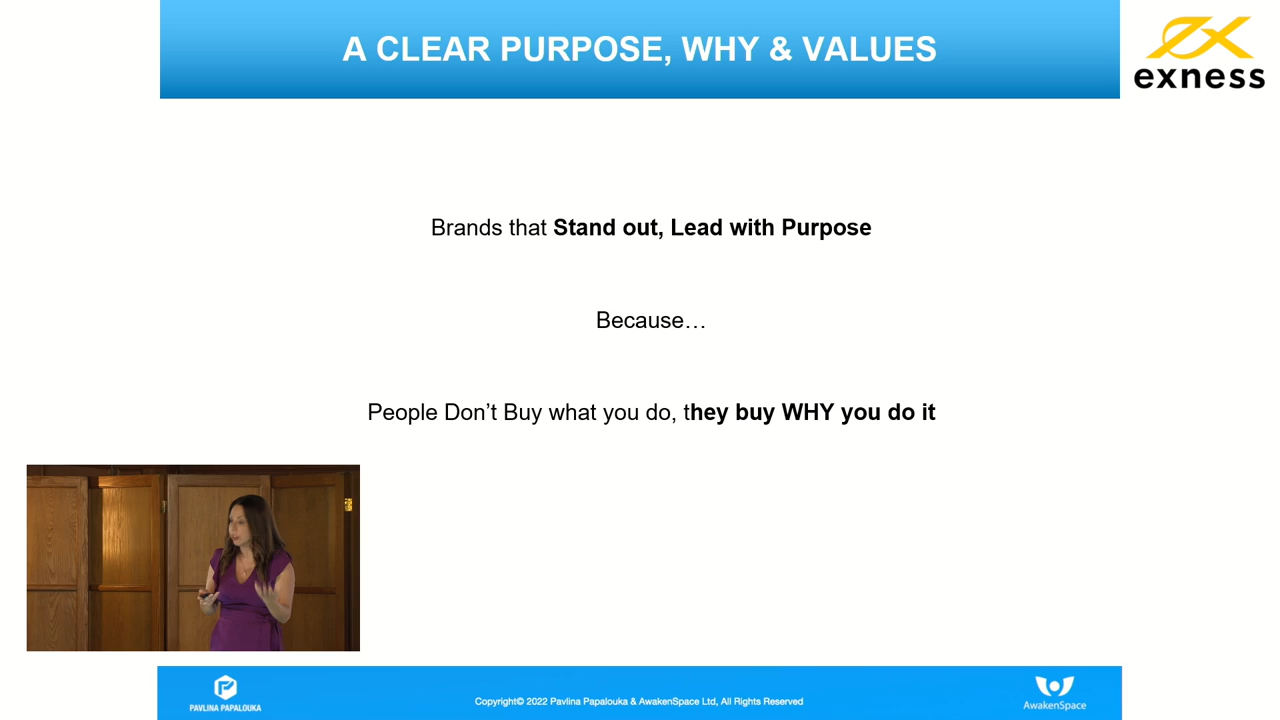 A CLEAR PURPOSE, WHY & VALUES
exness
Brands that Stand out, Lead with Purpose
Because…
People Don’t Buy what you do, they buy WHY you do it
PAVLINA PAPALOUKA
Copyright© 2022 Pavlina Papalouka & AwakenSpace Ltd, All Rights Reserved
AwakenSpace